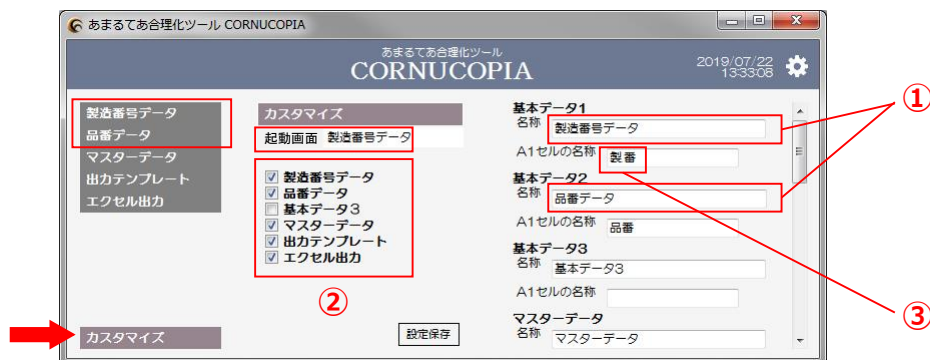 あまるてあ合理化ツール CORNUCOPIA
あまるてあ合理化ツール
CORNUCOPIA
2019/07/22
13:33:08
製造番号データ
品番データ
マスターデータ
出力テンプレート
エクセル出力
カスタマイズ
カスタマイズ
起動画面 製造番号データ
製造番号データ
品番データ
基本データ3
マスターデータ
出力テンプレート
エクセル出力
②
設定保存
基本データ1
名称 製造番号データ
A1セルの名称 製番
基本データ2
名称 品番データ
A1セルの名称 品番
基本データ3
名称 基本データ3
A1セルの名称
マスターデータ
名称 マスターデータ
①
③